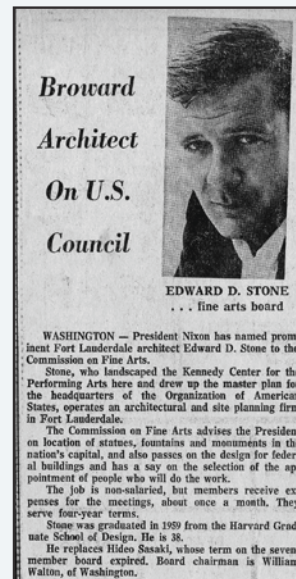 Broward
Architect
On U.S.
Council
EDWARD D. STONE
. . . fine arts board
WASHINGTON — President Nixon has named prom
inent Fort Lauderdale architect Edward D. Stone to the
Commission on Fine Arts.
Stone, who landscaped the Kennedy Center for the
Performing Arts here and drew up the master plan fo
the headquarters of the Organization of America
States, operates an architectural and site planning firm
in Fort Lauderdale.
The Commission on Fine Arts advises the Presiden
on location of statues, fountains and monuments in th
nation's capital, and also passes on the design for feder
al buildings and has a say on the selection of the ap
pointment of people who will do the work.
The job is non-salaried, but members receive ex
penses for the meetings, about once a month. They
serve four-year terms.
Stone was graduated in 1959 from the Harvard Grad
uate School of Design. He is 38.
He replaces Hideo Sasaki, whose term on the seven
member board expired. Board chairman is William
Walton, of Washington.